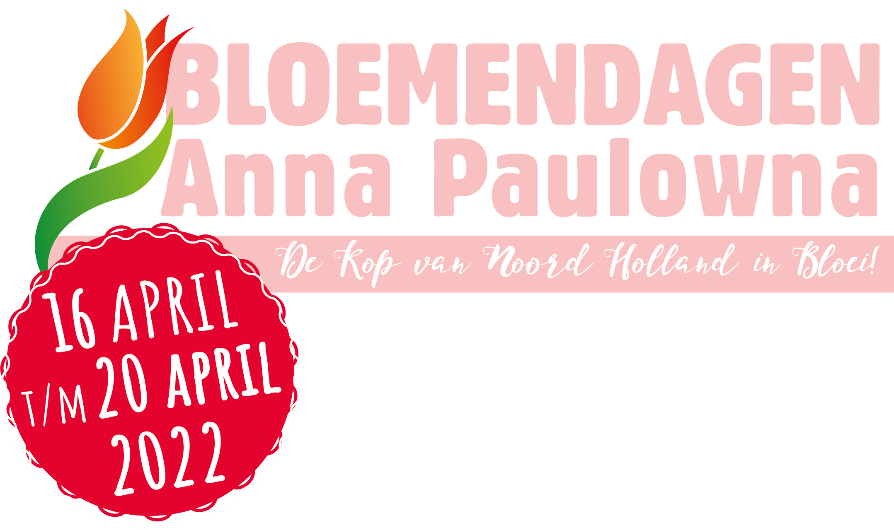 BLOEMENDAGEN
Anna Paulowna
De Kop van Noord Holland in Bloei!
16 APRIL
T/M 20 APRIL
2022